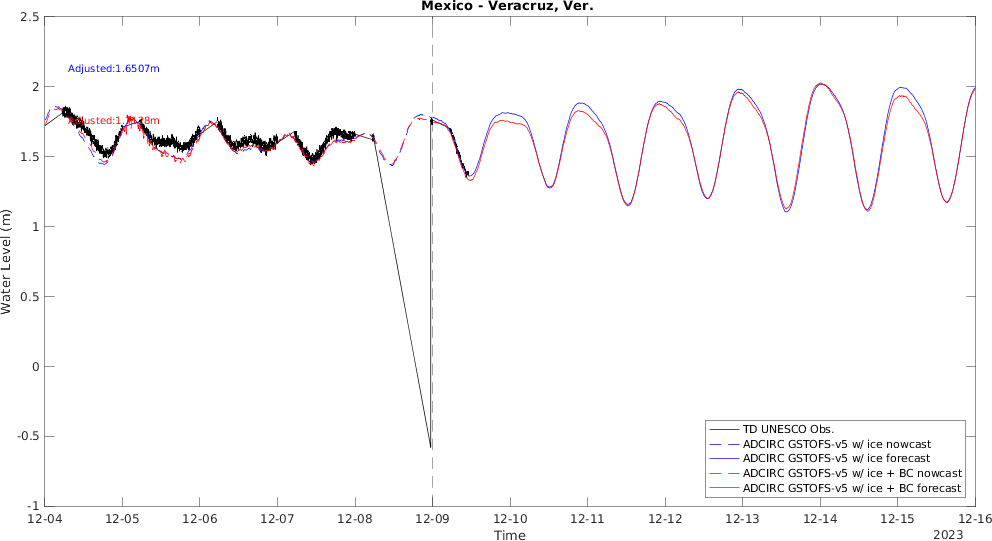 Mexico - Veracruz, Ver.
2.5
2
1.5
1
0.5
0
-0.5
-1
Water Level (m)
Adjusted:1.6507m
TD UNESCO Obs.
ADCIRC GSTOFS-v5 w/ ice nowcast
ADCIRC GSTOFS-v5 w/ ice forecast
ADCIRC GSTOFS-v5 w/ ice + BC nowcast
ADCIRC GSTOFS-v5 w/ ice + BC forecast
12-04 12-05 12-06 12-07 12-08 12-09 12-10 12-11 12-12 12-13 12-14 12-15 12-16
Time
2023